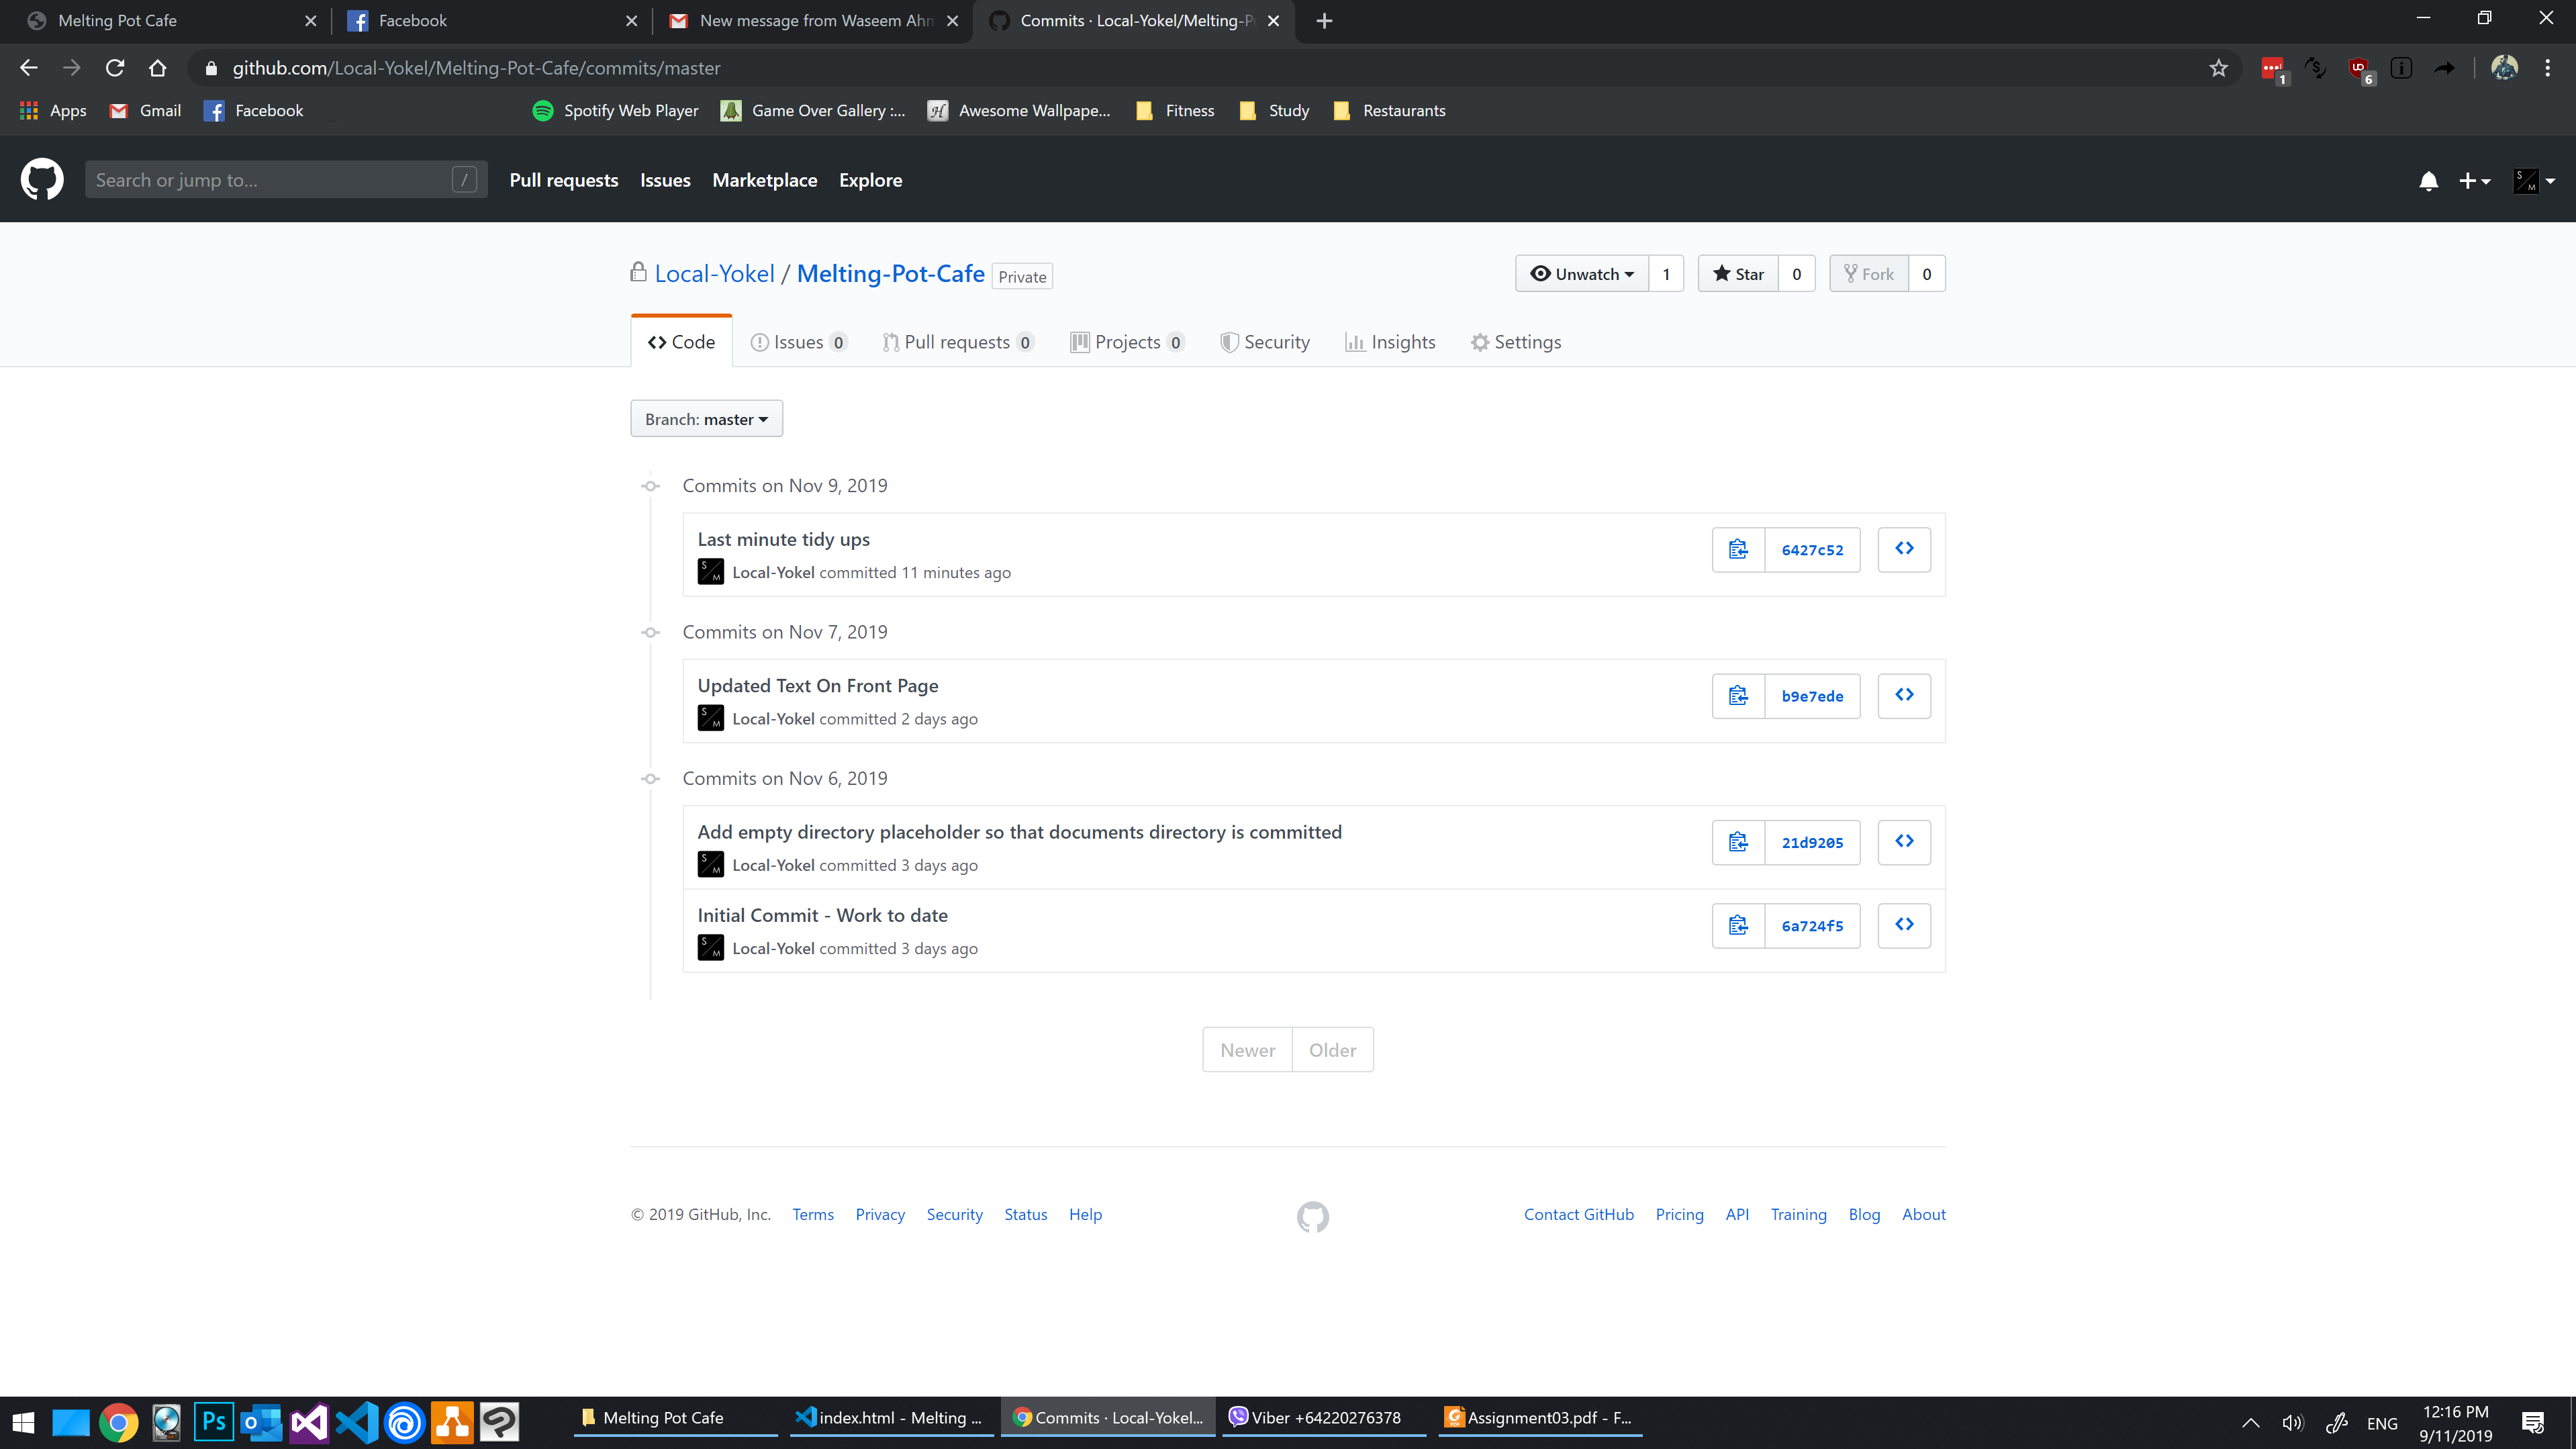 Melting Pot Cafe
Facebook
New message from Waseem Ahm
Commits · Local-Yokel/Melting-P
github.com/Local-Yokel/Melting-Pot-Cafe/commits/master
1
6
Apps Gmail Facebook Spotify Web Player Game Over Gallery :... Awesome Wallpape... Fitness Study Restaurants
Search or jump to... /
Pull requests Issues Marketplace Explore
Local-Yokel / Melting-Pot-Cafe Private
Unwatch 1 Star 0 Fork 0
Code Issues 0 Pull requests 0 Projects 0 Security Insights Settings
Branch: master
Commits on Nov 9, 2019
Last minute tidy ups
6427c52
S M Local-Yokel committed 11 minutes ago
Commits on Nov 7, 2019
Updated Text On Front Page
b9e7ede
S M Local-Yokel committed 2 days ago
Commits on Nov 6, 2019
Add empty directory placeholder so that documents directory is committed
21d9205
S M Local-Yokel committed 3 days ago
Initial Commit - Work to date
6a724f5
S M Local-Yokel committed 3 days ago
Newer Older
© 2019 GitHub, Inc. Terms Privacy Security Status Help
Contact GitHub Pricing API Training Blog About
Ps
Melting Pot Cafe
index.html - Melting ...
Commits · Local-Yokel...
Viber +64220276378
Assignment03.pdf - F...
ENG
12:16 PM
9/11/2019